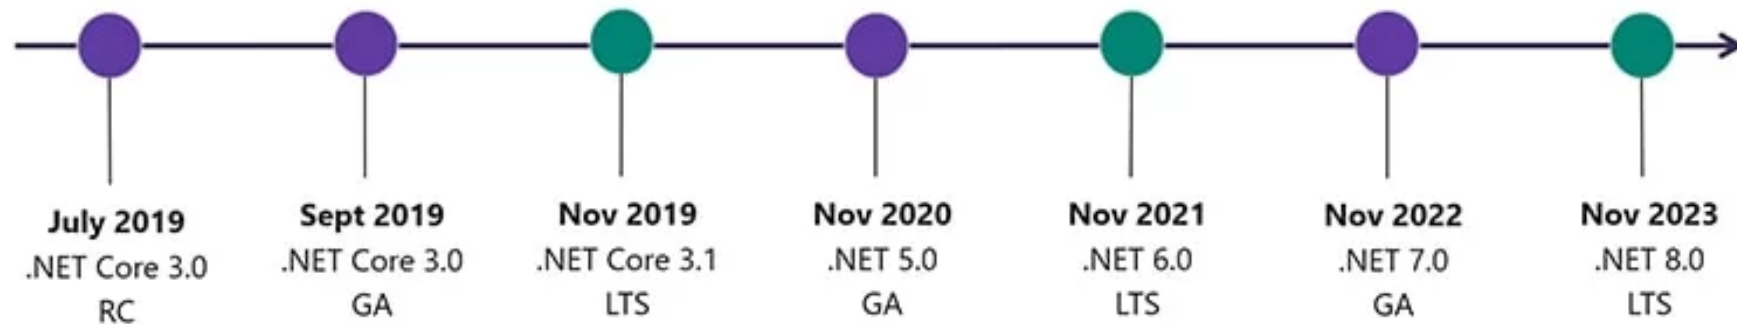 July 2019
.NET Core 3.0
RC
Sept 2019
.NET Core 3.0
GA
Nov 2019
.NET Core 3.1
LTS
Nov 2020
.NET 5.0
GA
Nov 2021
.NET 6.0
LTS
Nov 2022
.NET 7.0
GA
Nov 2023
.NET 8.0
LTS